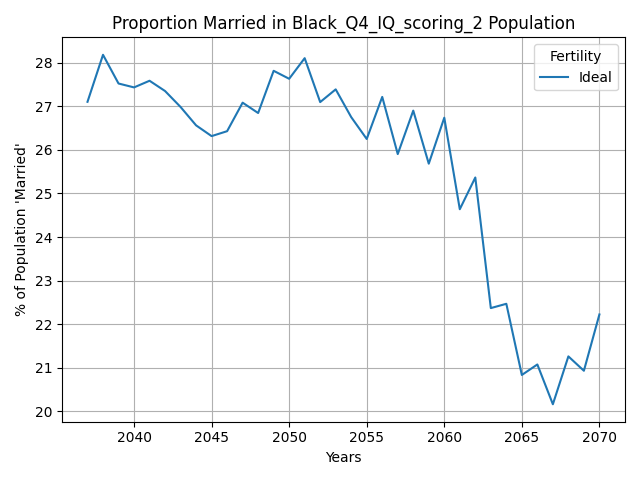 Proportion Married in Black_Q4_IQ_scoring_2 Population
% of Population 'Married'
28
27
26
25
24
23
22
21
20
Fertility
Ideal
2040 2045 2050 2055 2060 2065 2070
Years